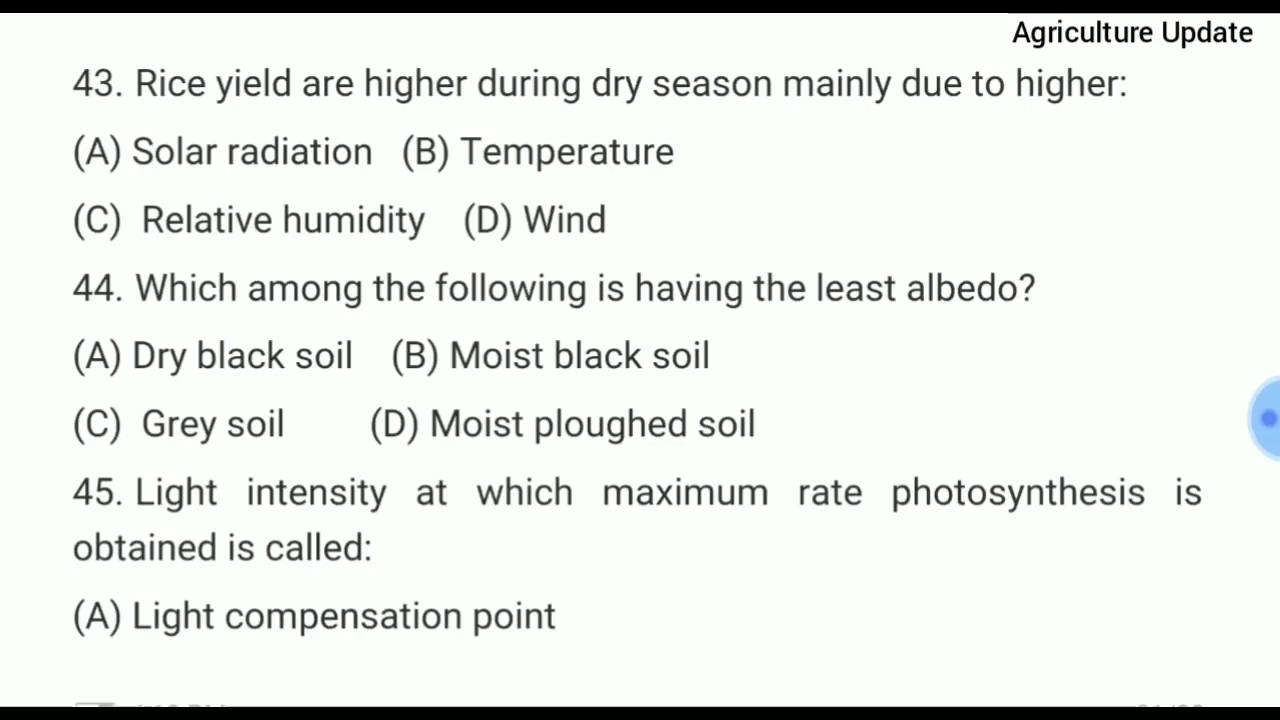 Agriculture Update
43. Rice yield are higher during dry season mainly due to higher:
(A) Solar radiation (B) Temperature
(C) Relative humidity (D) Wind
44. Which among the following is having the least albedo?
(A) Dry black soil (B) Moist black soil
(C) Grey soil (D) Moist ploughed soil
45. Light intensity at which maximum rate photosynthesis is
obtained is called:
(A) Light compensation point